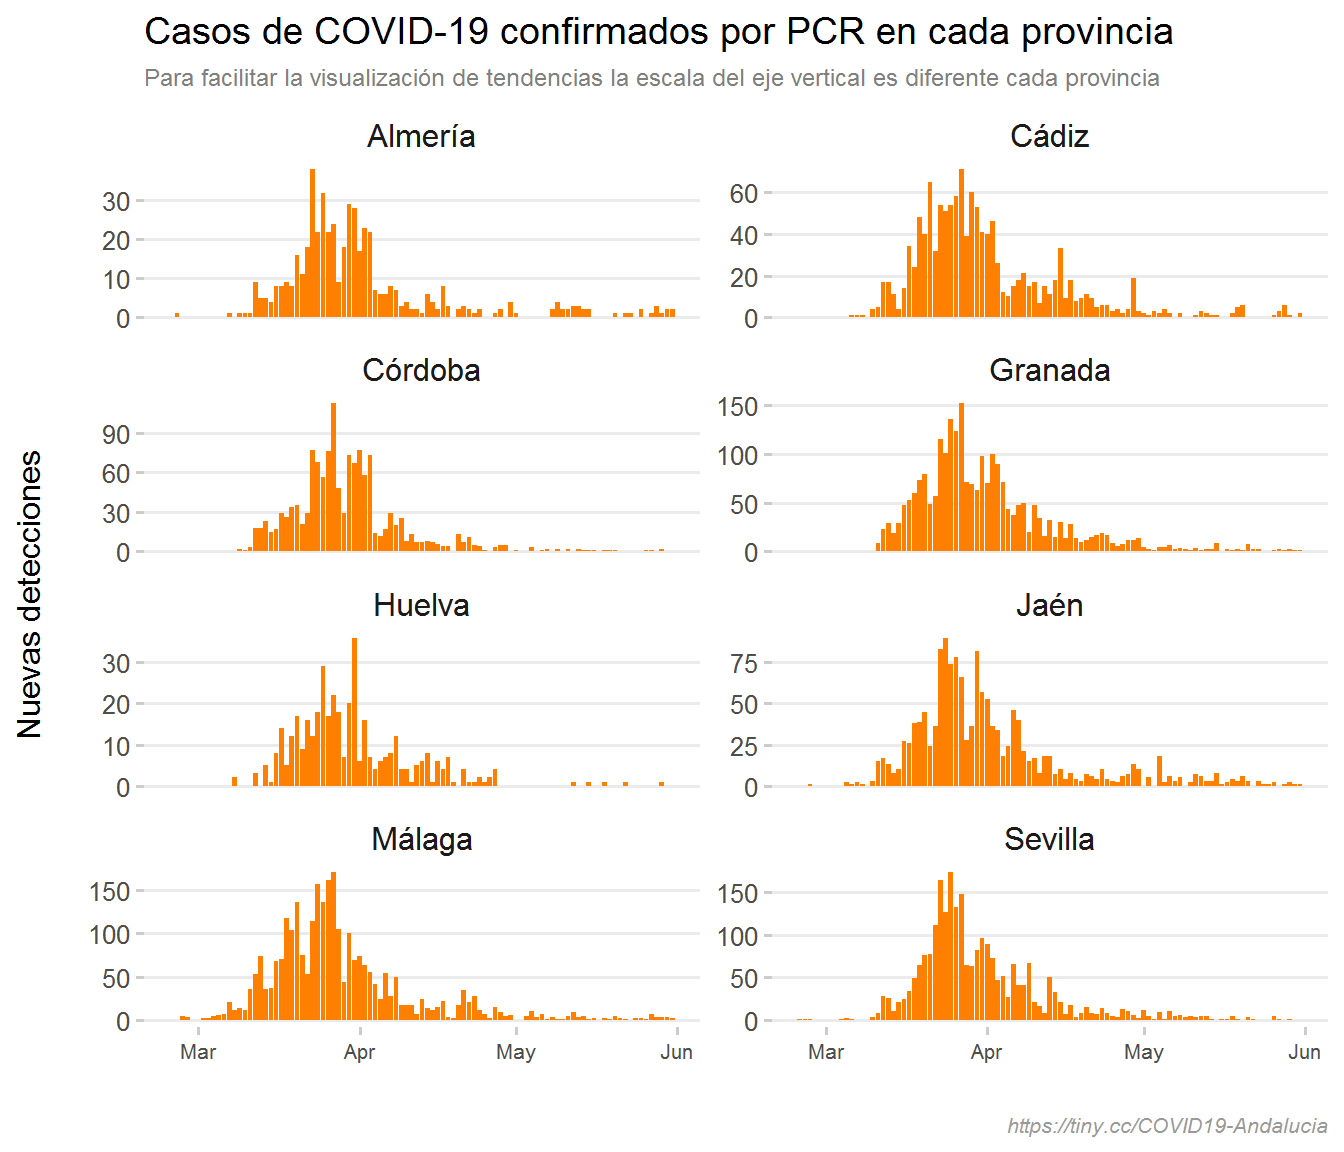 Casos de COVID-19 confirmados por PCR en cada provincia
Para facilitar la visualización de tendencias la escala del eje vertical es diferente cada provincia
Nuevas detecciones
Almería
30
20
10
0
Cádiz
60
40
20
0
Córdoba
90
60
30
0
Granada
150
100
50
0
Huelva
30
20
10
0
Jaén
75
50
25
0
Málaga
150
100
50
0
Sevilla
150
100
50
0
Mar Apr May Jun
Mar Apr May Jun
https://tiny.cc/COVID19-Andalucia